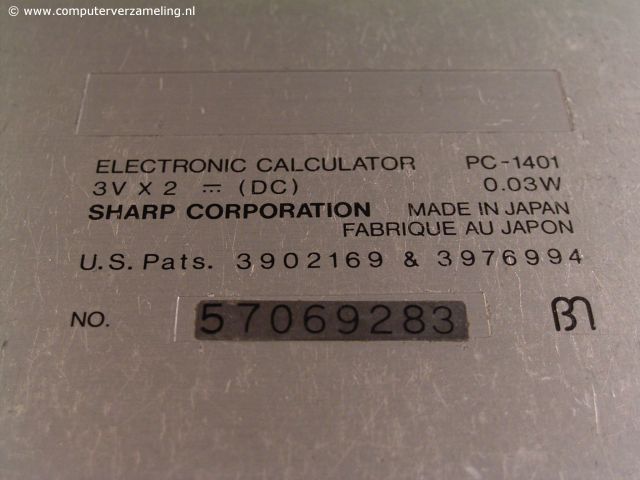 © www.computerverzameling.nl
ELECTRONIC CALCULATOR PC-1401
3V X 2 ⎓ (DC) 0.03W
SHARP CORPORATION MADE IN JAPAN
FABRIQUE AU JAPON
U.S. Pats. 3902169 & 3976994
NO. 57069283